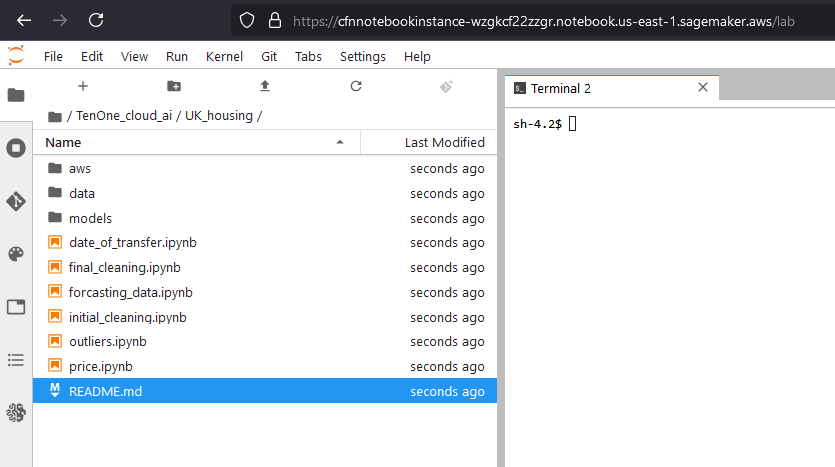 https://cfnnotebookinstance-wzgkcf22zzgr.notebook.us-east-1.sagemaker.aws/lab
File Edit View Run Kernel Git Tabs Settings Help
Terminal 2
/ TenOne_cloud_ai / UK_housing /
sh-4.2$
Name Last Modified
aws seconds ago
data seconds ago
models seconds ago
date_of_transfer.ipynb seconds ago
final_cleaning.ipynb seconds ago
forcasting_data.ipynb seconds ago
initial_cleaning.ipynb seconds ago
outliers.ipynb seconds ago
price.ipynb seconds ago
README.md seconds ago